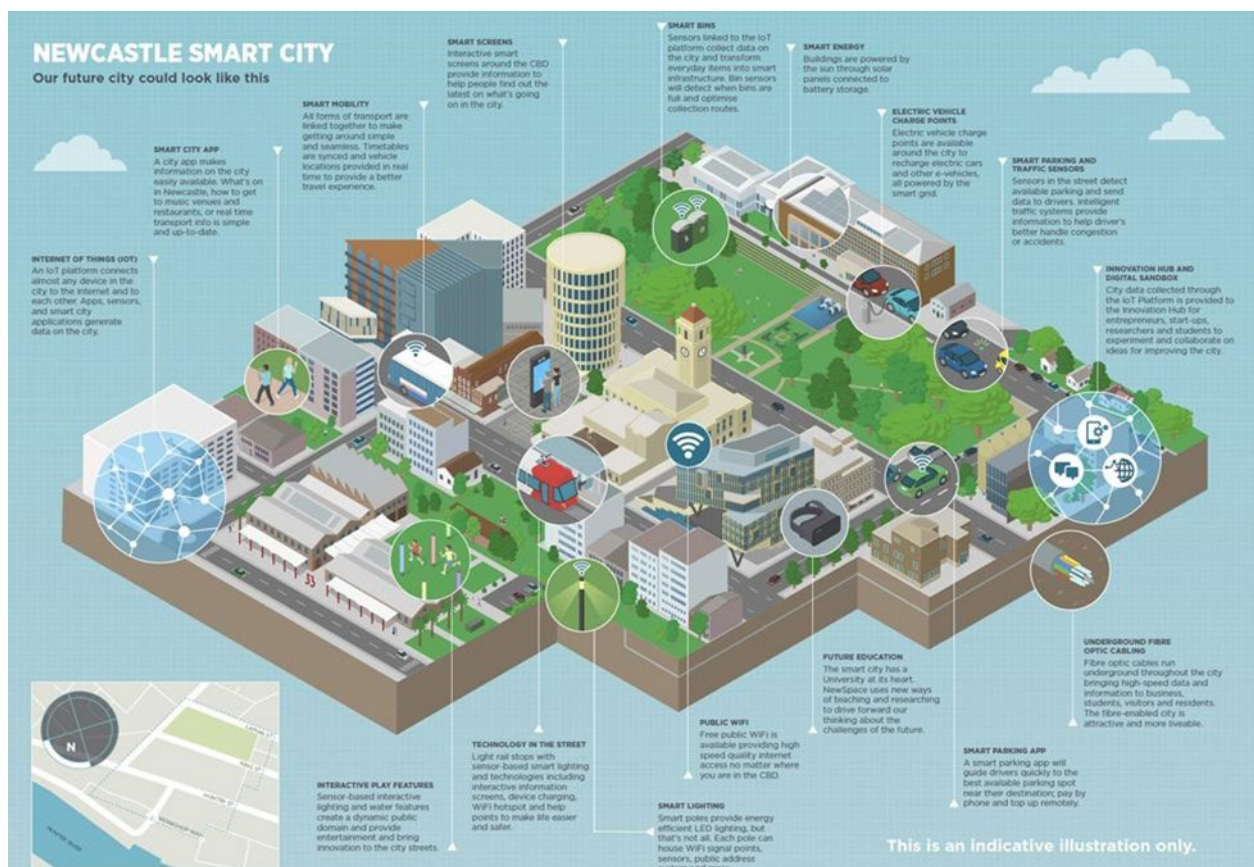 NEWCASTLE SMART CITY
Our future city could look like this
SMART SCREENS
Interactive smart
screens around the CBD
provide information to
help people find out the
latest on what's going
on in the city.
SMART BINS
Sensors linked to the IoT
platform collect data on
the city and transform
everyday items into smart
infrastructure. Bin sensors
will detect when bins are
full and optimise
collection routes.
SMART ENERGY
Buildings are powered by
the sun through solar
panels connected to
battery storage.
SMART MOBILITY
All forms of transport are
linked together to make
getting around simple
and seamless. Timetables
are synced and vehicle
locations provided in real
time to provide a better
travel experience.
ELECTRIC VEHICLE
CHARGE POINTS
Electric vehicle charge
points are available
around the city to
recharge electric cars
and other e-vehicles,
all powered by the
smart grid.
SMART CITY APP
A city app makes
information on the city
easily available. What's on
in Newcastle, how to get
to music venues and
restaurants, or real time
transport info is simple
and up-to-date.
SMART PARKING AND
TRAFFIC SENSORS
Sensors in the street detect
available parking and send
data to drivers. Intelligent
traffic systems provide
information to help driver's
better handle congestion
or accidents.
INTERNET OF THINGS (IOT)
An IoT platform connects
almost any device in the
city to the internet and to
each other. Apps, sensors,
and smart city
applications generate
data on the city.
INNOVATION HUB AND
DIGITAL SANDBOX
City data collected through
the IoT Platform is provided to
the Innovation Hub for
entrepreneurs, start-ups,
researchers and students to
experiment and collaborate on
ideas for improving the city.
UNDERGROUND FIBRE
OPTIC CABLING
Fibre optic cables run
underground throughout the city
bringing high-speed data and
information to business,
students, visitors and residents.
The fibre-enabled city is
attractive and more liveable.
FUTURE EDUCATION
The smart city has a
University at its heart.
NewSpace uses new ways
of teaching and researching
to drive forward our
thinking about the
challenges of the future.
PUBLIC WIFI
Free public WiFi is
available providing high
speed quality internet
access no matter where
you are in the CBD.
TECHNOLOGY IN THE STREET
Light rail stops with
sensor-based smart lighting
and technologies including
interactive information
screens, device charging,
WiFi hotspot and help
points to make life easier
and safer.
SMART PARKING APP
A smart parking app will
guide drivers quickly to the
best available parking spot
near their destination; pay by
phone and top up remotely.
INTERACTIVE PLAY FEATURES
Sensor-based interactive
lighting and water features
create a dynamic public
domain and provide
entertainment and bring
innovation to the city streets.
SMART LIGHTING
Smart poles provide energy
efficient LED lighting, but
that's not all. Each pole can
house WiFi signal points,
sensors, public address
N
KING ST
HUNTER ST
HUNTER RIVER
This is an indicative illustration only.